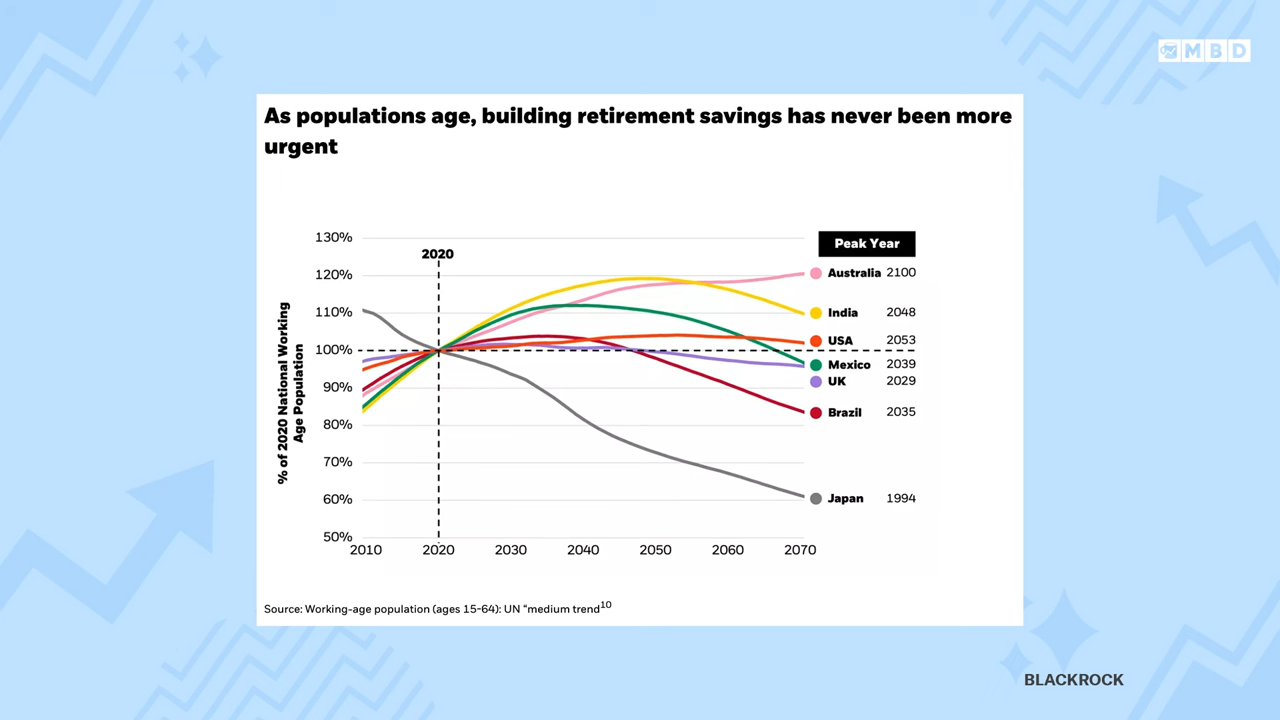 MBD
As populations age, building retirement savings has never been more
urgent
Peak Year
130%
2020
120%
110%
100%
90%
80%
70%
60%
50%
% of 2020 National Working
Age Population
Australia 2100
India 2048
USA 2053
Mexico 2039
UK 2029
Brazil 2035
Japan 1994
2010 2020 2030 2040 2050 2060 2070
Source: Working-age population (ages 15-64): UN “medium trend10
BLACKROCK